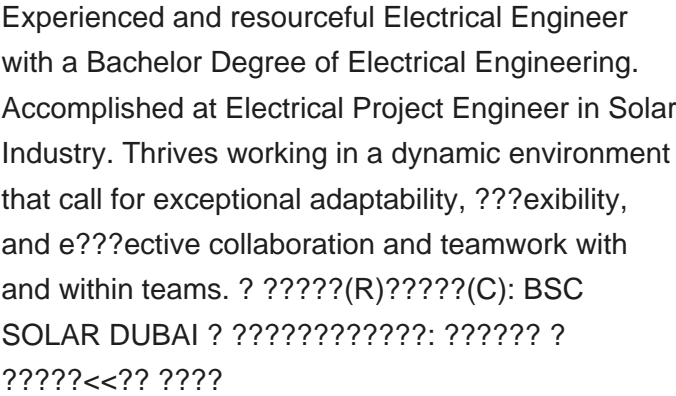 Experienced and resourceful Electrical Engineer
with a Bachelor Degree of Electrical Engineering.
Accomplished at Electrical Project Engineer in Solar
Industry. Thrives working in a dynamic environment
that call for exceptional adaptability, ???exibility,
and e???ective collaboration and teamwork with
and within teams. ? ?????(R)?????(C): BSC
SOLAR DUBAI ? ????????????: ?????? ?
?????<<?? ????